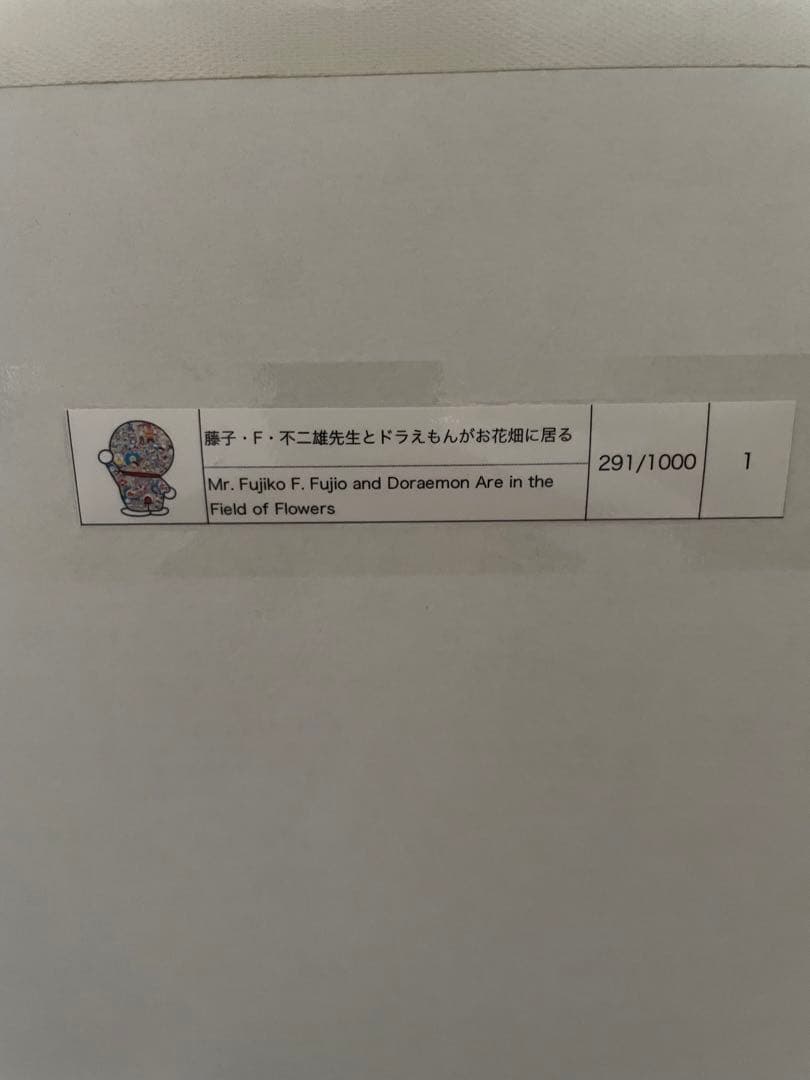 藤子・F・不二雄先生とドラえもんがお花畑に居る
Mr. Fujiko F. Fujio and Doraemon Are in the
Field of Flowers
291/1000
1